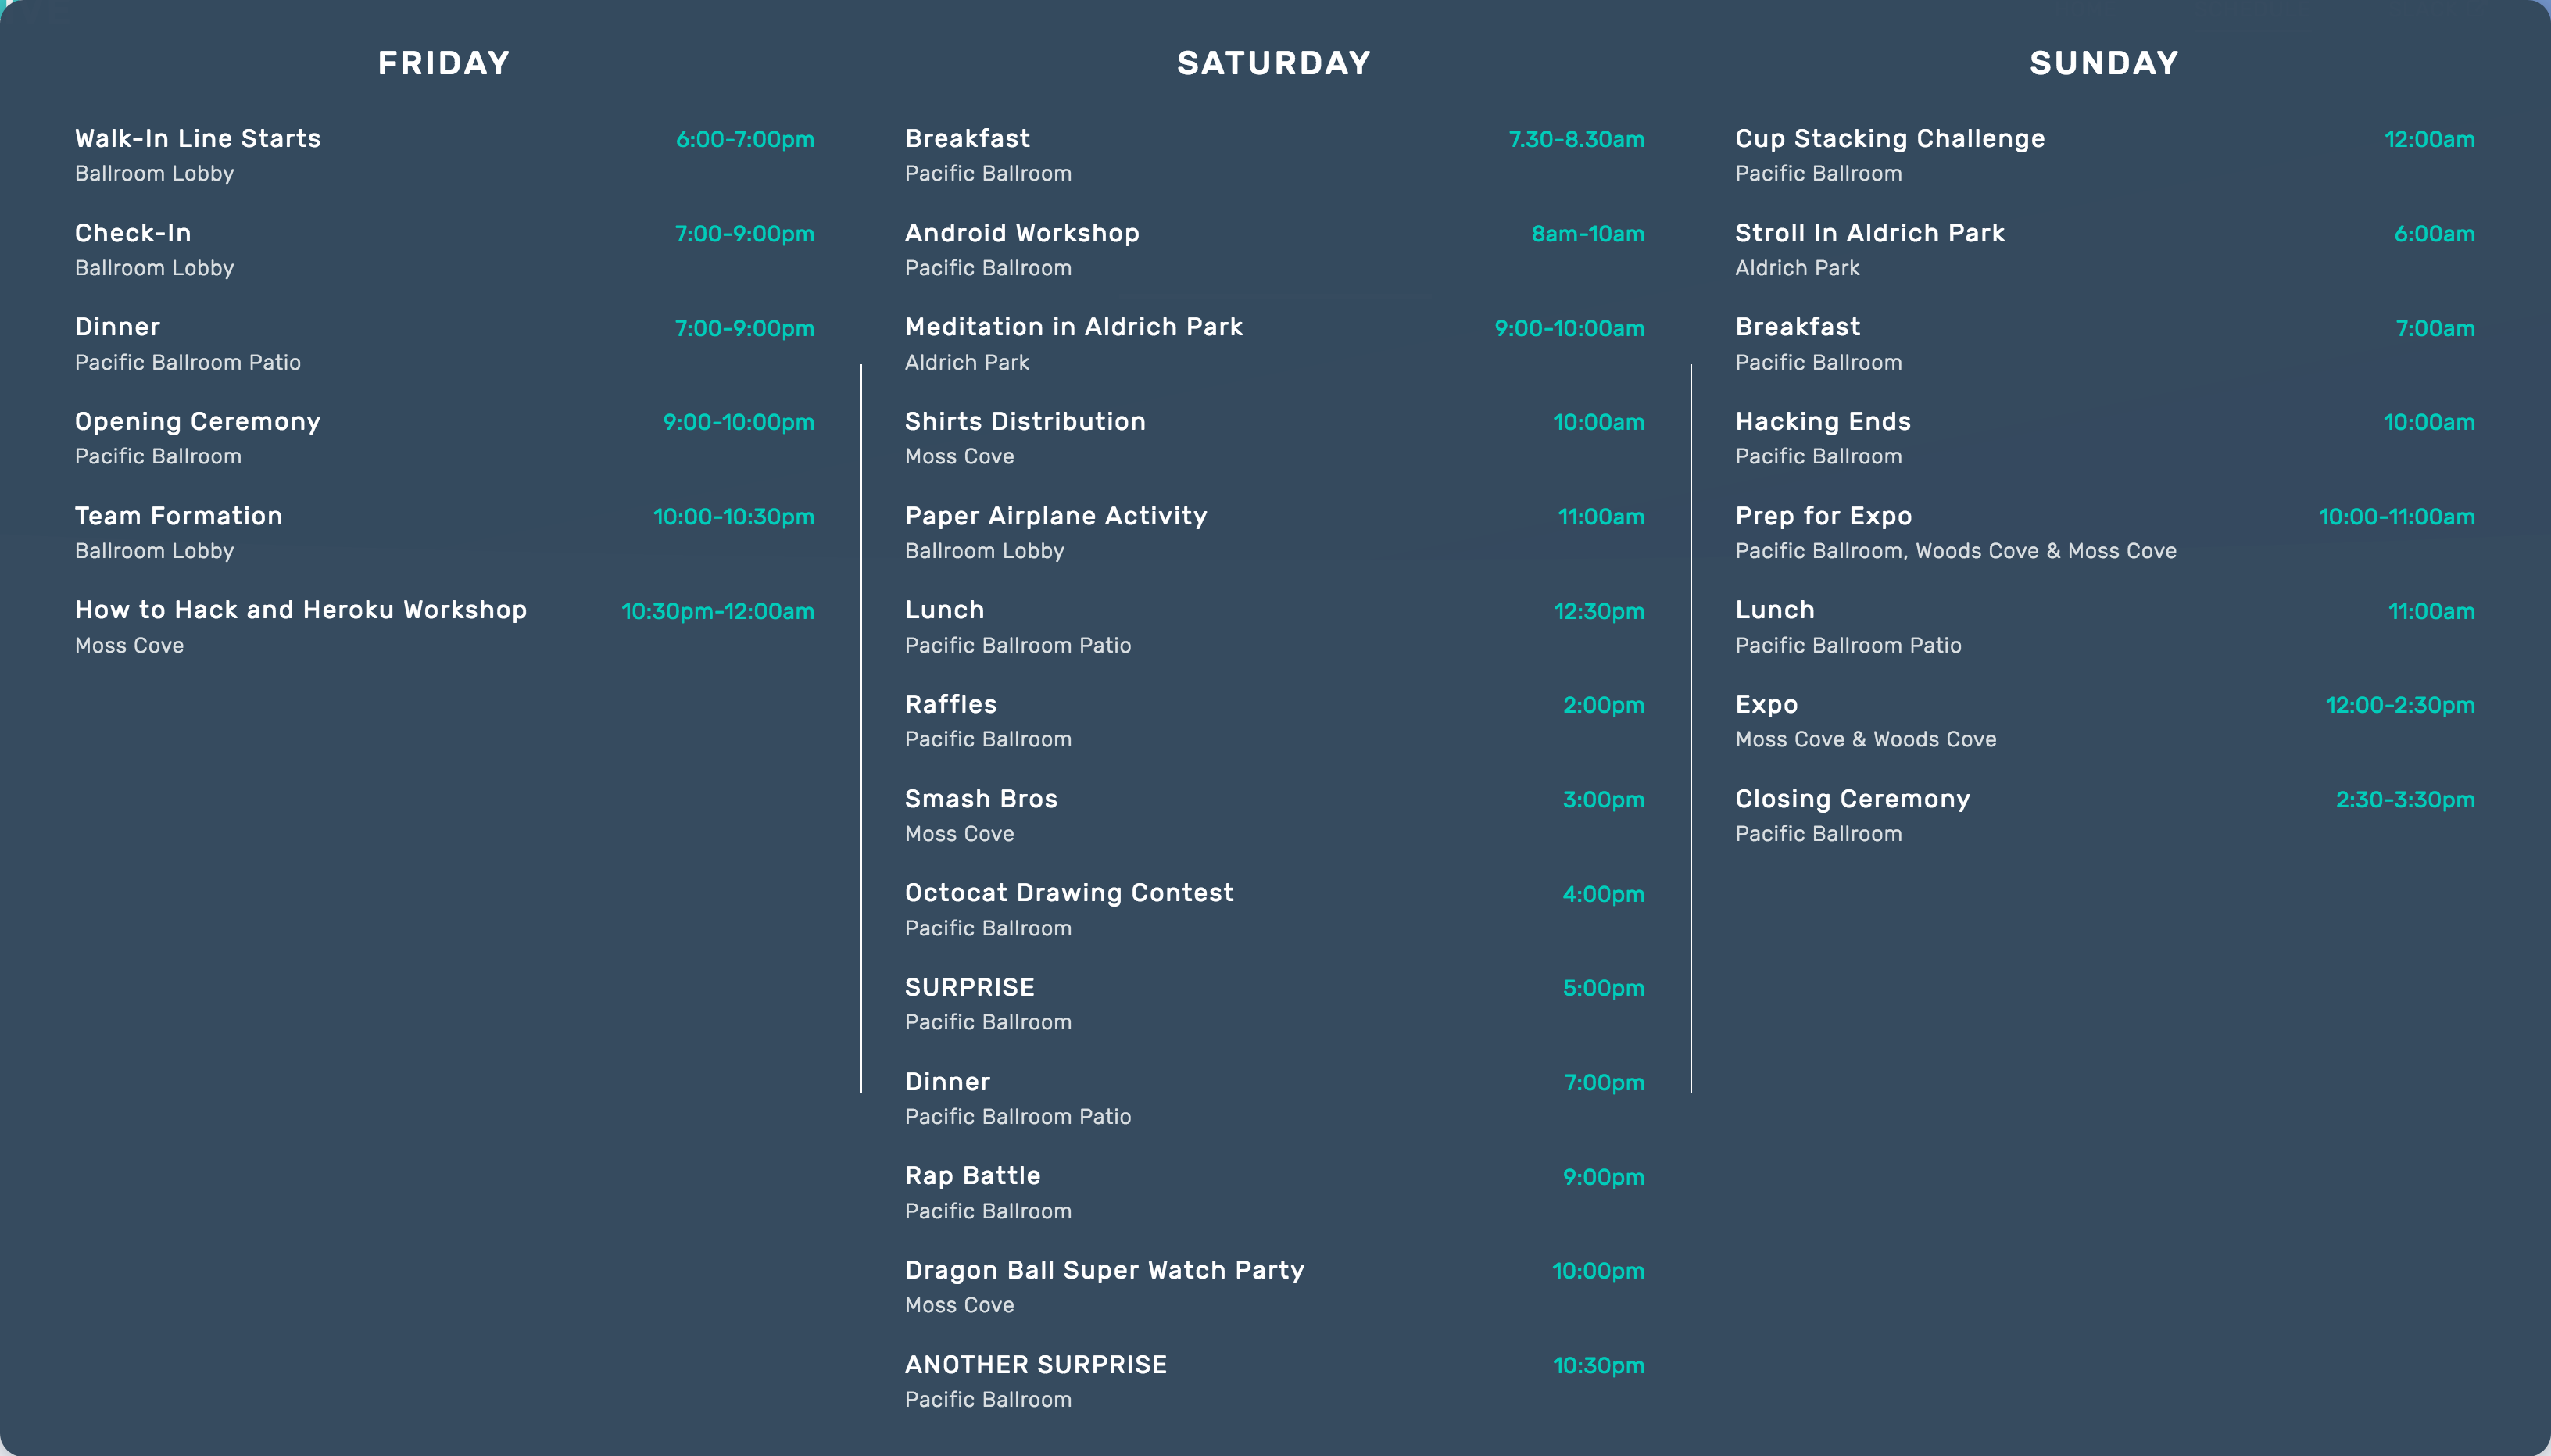 FRIDAY
Walk-In Line Starts 6:00-7:00pm
Ballroom Lobby
Check-In 7:00-9:00pm
Ballroom Lobby
Dinner 7:00-9:00pm
Pacific Ballroom Patio
Opening Ceremony 9:00-10:00pm
Pacific Ballroom
Team Formation 10:00-10:30pm
Ballroom Lobby
How to Hack and Heroku Workshop 10:30pm-12:00am
Moss Cove
SATURDAY
Breakfast 7.30-8.30am
Pacific Ballroom
Android Workshop 8am-10am
Pacific Ballroom
Meditation in Aldrich Park 9:00-10:00am
Aldrich Park
Shirts Distribution 10:00am
Moss Cove
Paper Airplane Activity 11:00am
Ballroom Lobby
Lunch 12:30pm
Pacific Ballroom Patio
Raffles 2:00pm
Pacific Ballroom
Smash Bros 3:00pm
Moss Cove
Octocat Drawing Contest 4:00pm
Pacific Ballroom
SURPRISE 5:00pm
Pacific Ballroom
Dinner 7:00pm
Pacific Ballroom Patio
Rap Battle 9:00pm
Pacific Ballroom
Dragon Ball Super Watch Party 10:00pm
Moss Cove
ANOTHER SURPRISE 10:30pm
Pacific Ballroom
SUNDAY
Cup Stacking Challenge 12:00am
Pacific Ballroom
Stroll In Aldrich Park 6:00am
Aldrich Park
Breakfast 7:00am
Pacific Ballroom
Hacking Ends 10:00am
Pacific Ballroom
Prep for Expo 10:00-11:00am
Pacific Ballroom, Woods Cove & Moss Cove
Lunch 11:00am
Pacific Ballroom Patio
Expo 12:00-2:30pm
Moss Cove & Woods Cove
Closing Ceremony 2:30-3:30pm
Pacific Ballroom